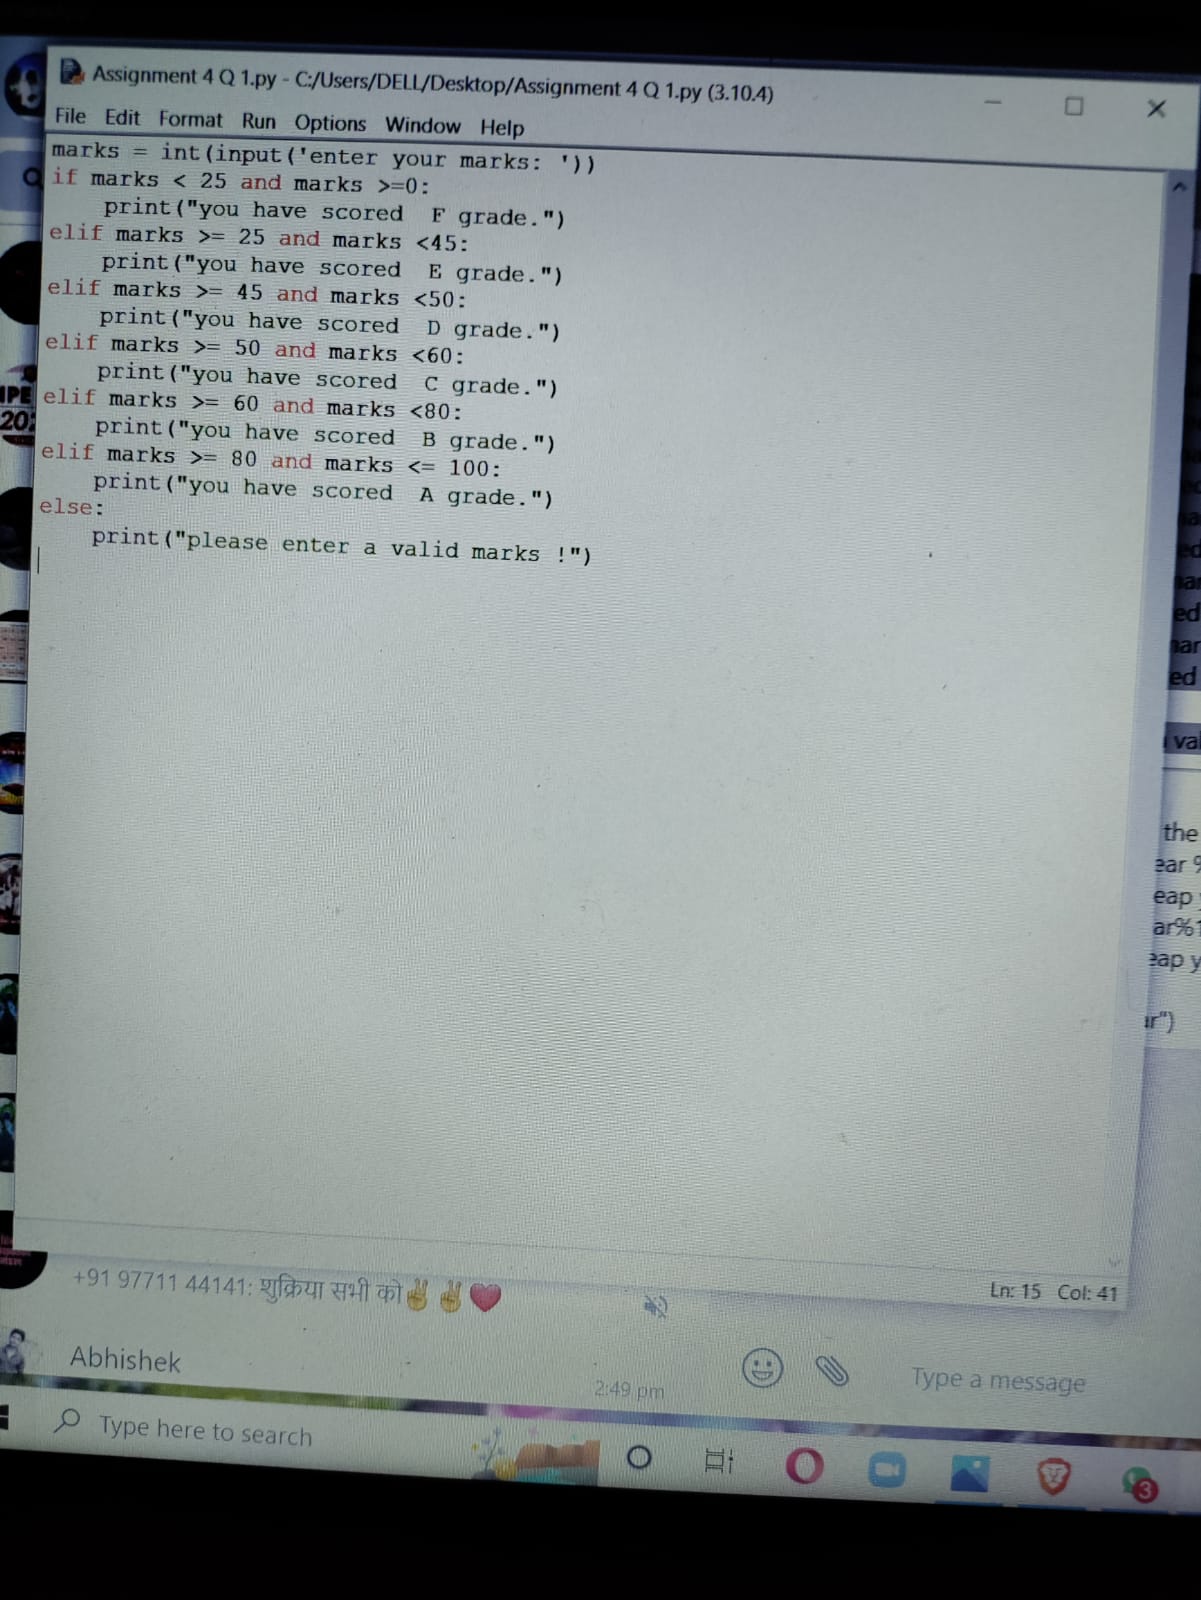 Assignment 4 Q 1.py - C:/Users/DELL/Desktop/Assignment 4 Q 1.py (3.10.4)
File Edit Format Run Options Window Help
marks = int(input('enter your marks: '))
if marks < 25 and marks >=0:
    print("you have scored  F grade.")
elif marks >= 25 and marks <45:
    print("you have scored  E grade.")
elif marks >= 45 and marks <50:
    print("you have scored  D grade.")
elif marks >= 50 and marks <60:
    print("you have scored  C grade.")
elif marks >= 60 and marks <80:
    print("you have scored  B grade.")
elif marks >= 80 and marks <= 100:
    print("you have scored  A grade.")
else:
    print("please enter a valid marks !")
the
Ln: 15 Col: 41
+91 97711 44141: शुक्रिया सभी को✌✌❤
Abhishek
2:49 pm
Type a message
Type here to search
3